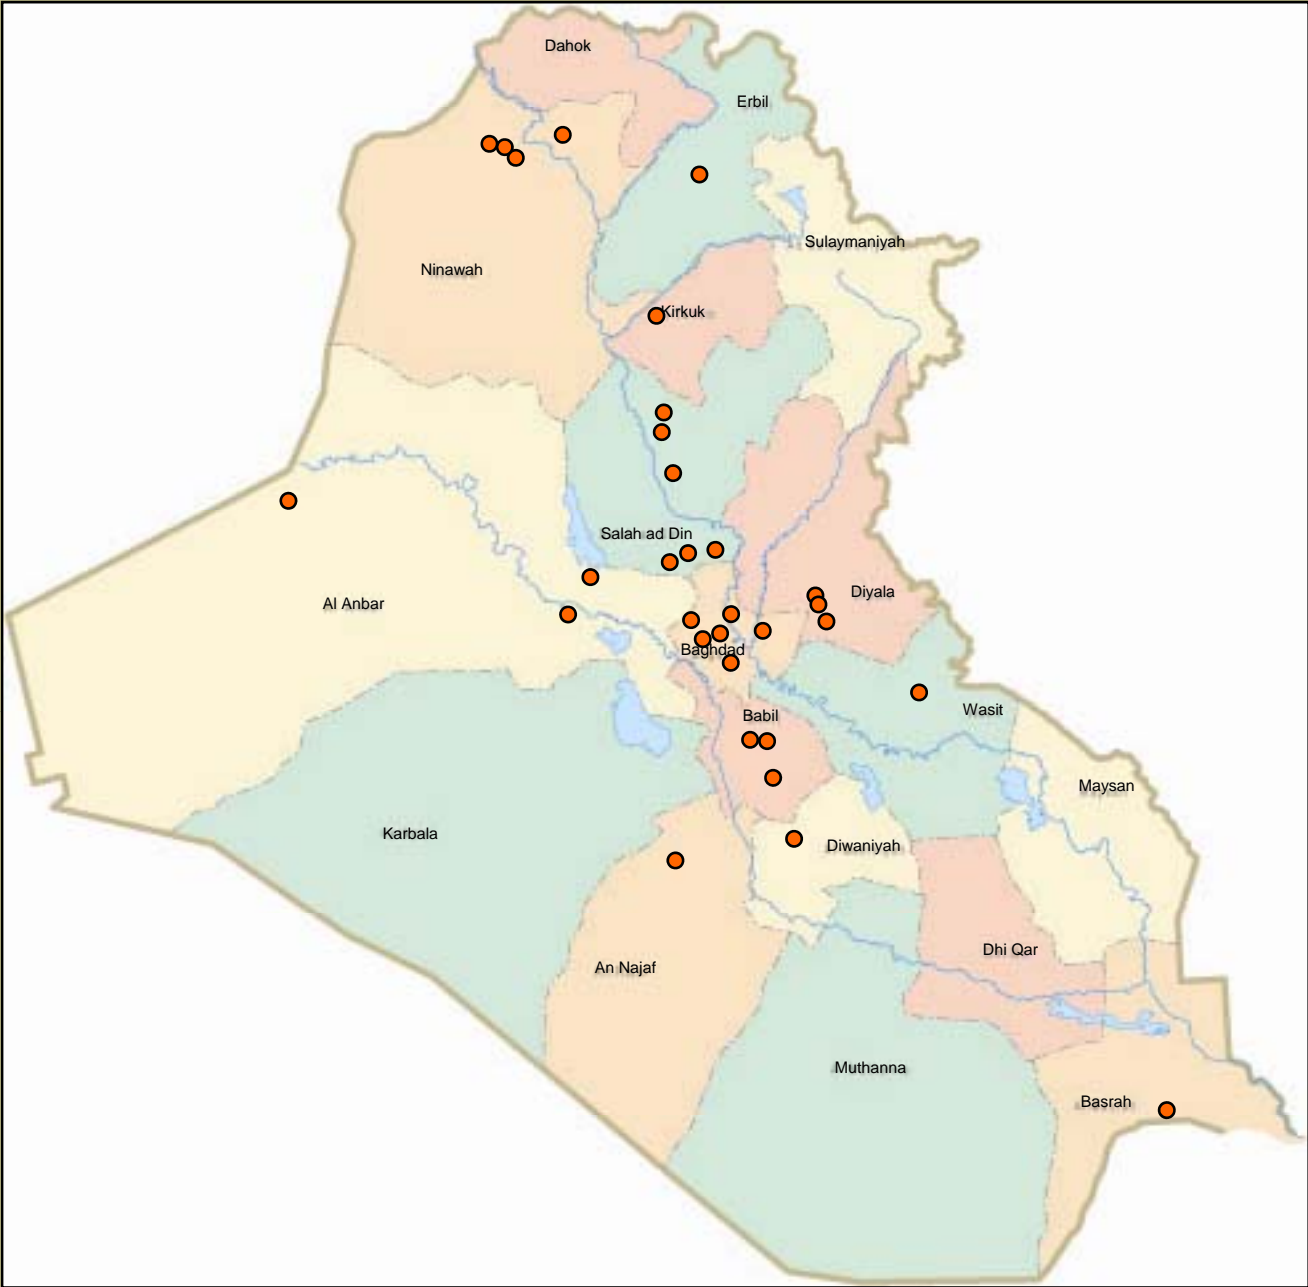 Dahok
Erbil
Sulaymaniyah
Ninawah
Kirkuk
Salah ad Din
Al Anbar
Diyala
Baghdad
Wasit
Babil
Maysan
Karbala
Diwaniyah
Dhi Qar
An Najaf
Muthanna
Basrah